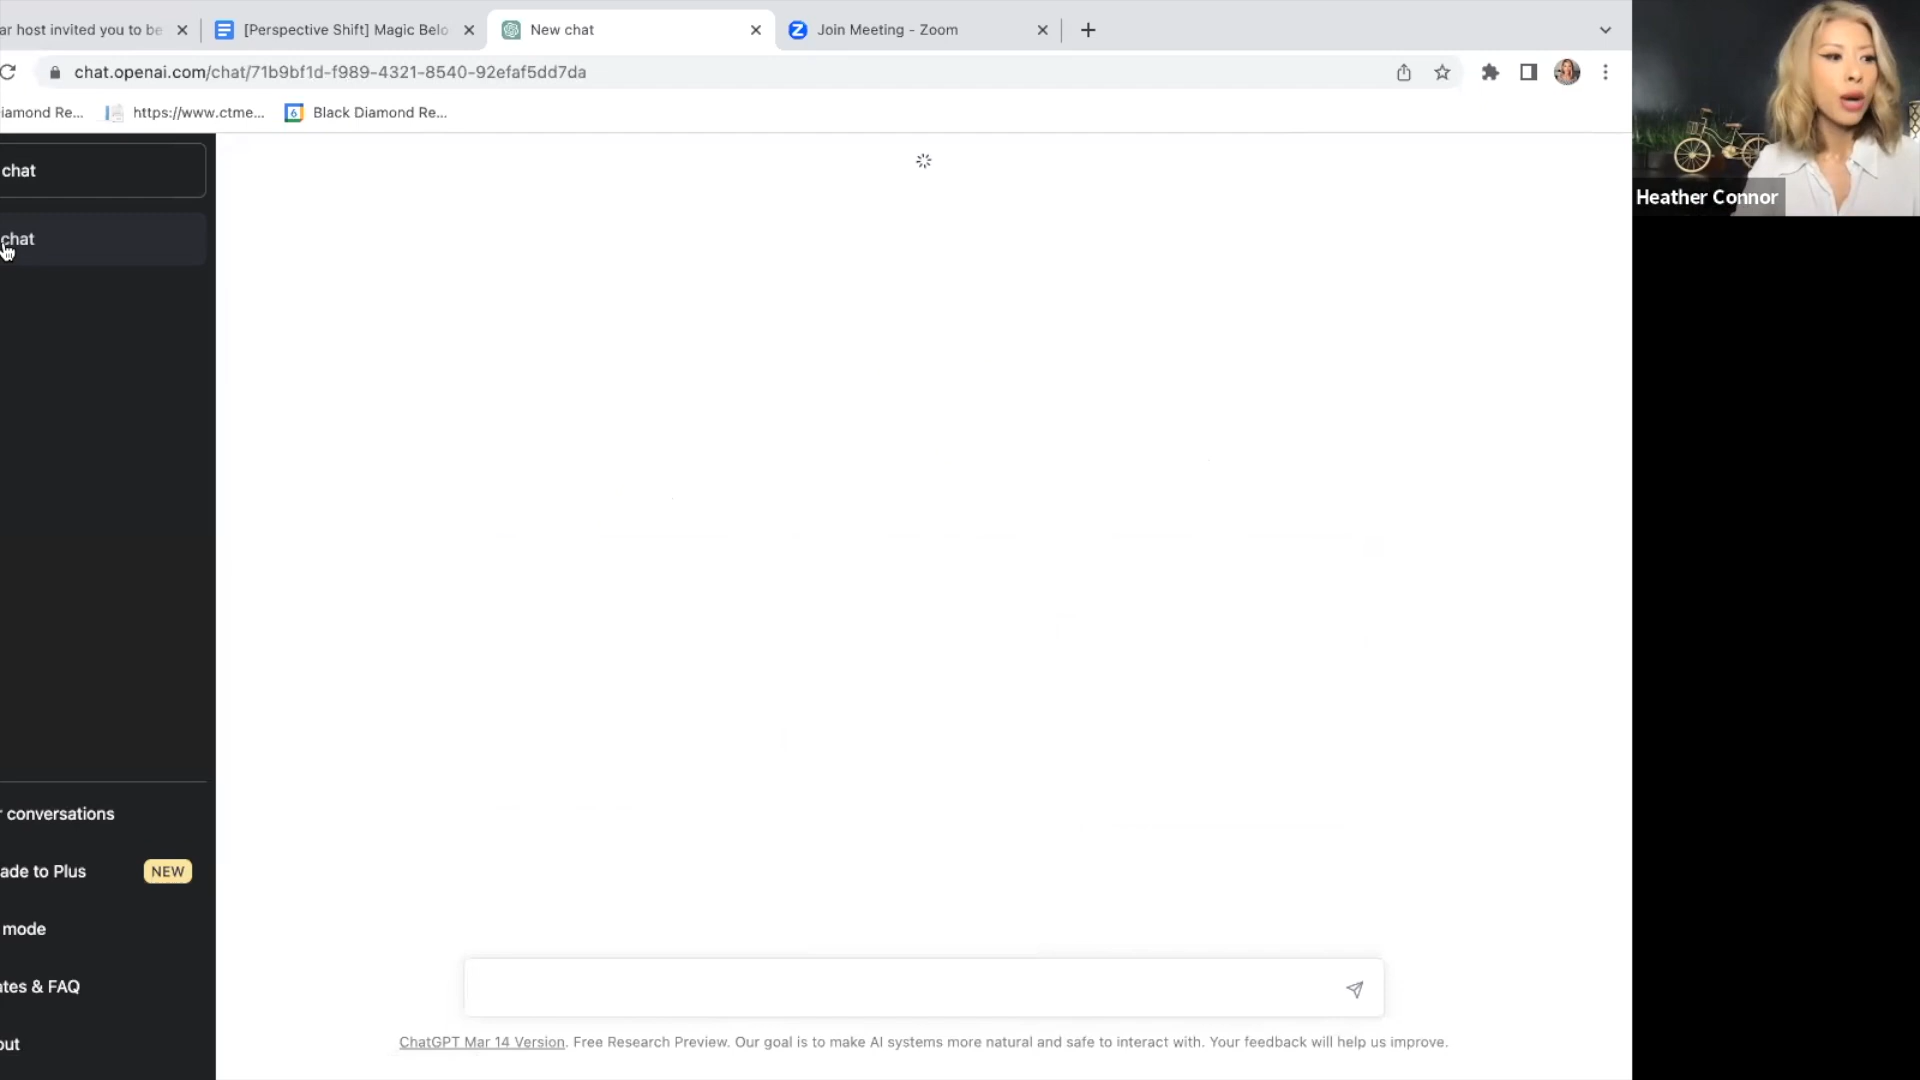 ar host invited you to be
[Perspective Shift] Magic Belo
New chat
Join Meeting - Zoom
chat.openai.com/chat/71b9bf1d-f989-4321-8540-92efaf5dd7da
iamond Re...
https://www.ctme...
6
Black Diamond Re...
Heather Connor
chat
chat
r conversations
ade to Plus
NEW
mode
ates & FAQ
out
ChatGPT Mar 14 Version. Free Research Preview. Our goal is to make AI systems more natural and safe to interact with. Your feedback will help us improve.